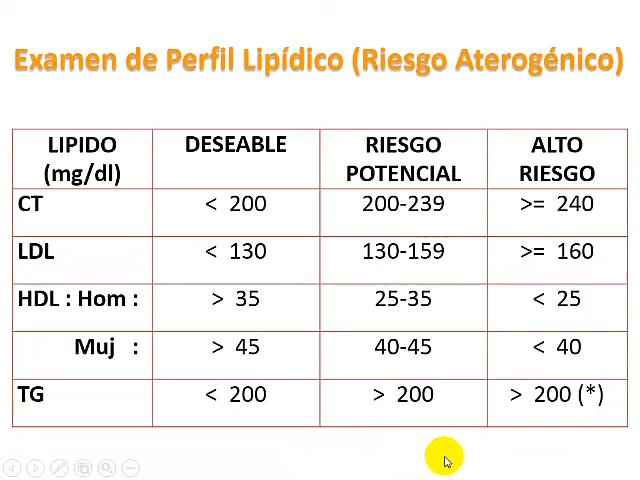 Examen de Perfil Lipídico (Riesgo Aterogénico)
LIPIDO (mg/dl) DESEABLE RIESGO POTENCIAL ALTO RIESGO
CT < 200 200-239 >= 240
LDL < 130 130-159 >= 160
HDL : Hom : > 35 25-35 < 25
Muj : > 45 40-45 < 40
TG < 200 > 200 > 200 (*)